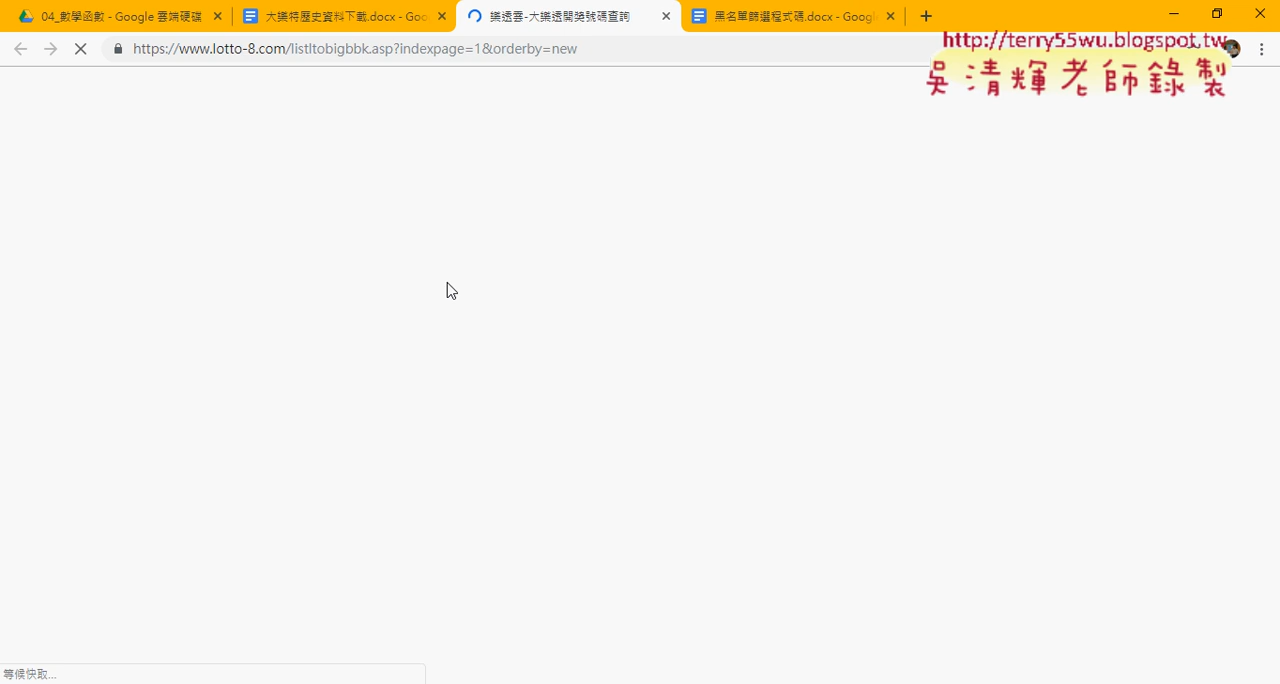 04_數學函數 - Google 雲端硬碟
大樂特歷史資料下載.docx - Goo
樂透雲-大樂透開獎號碼查詢
黑名單篩選程式碼.docx - Googl
https://www.lotto-8.com/listltobigbbk.asp?indexpage=1&orderby=new
http://terry55wu.blogspot.tw
吳清輝老師錄製
等候快取...